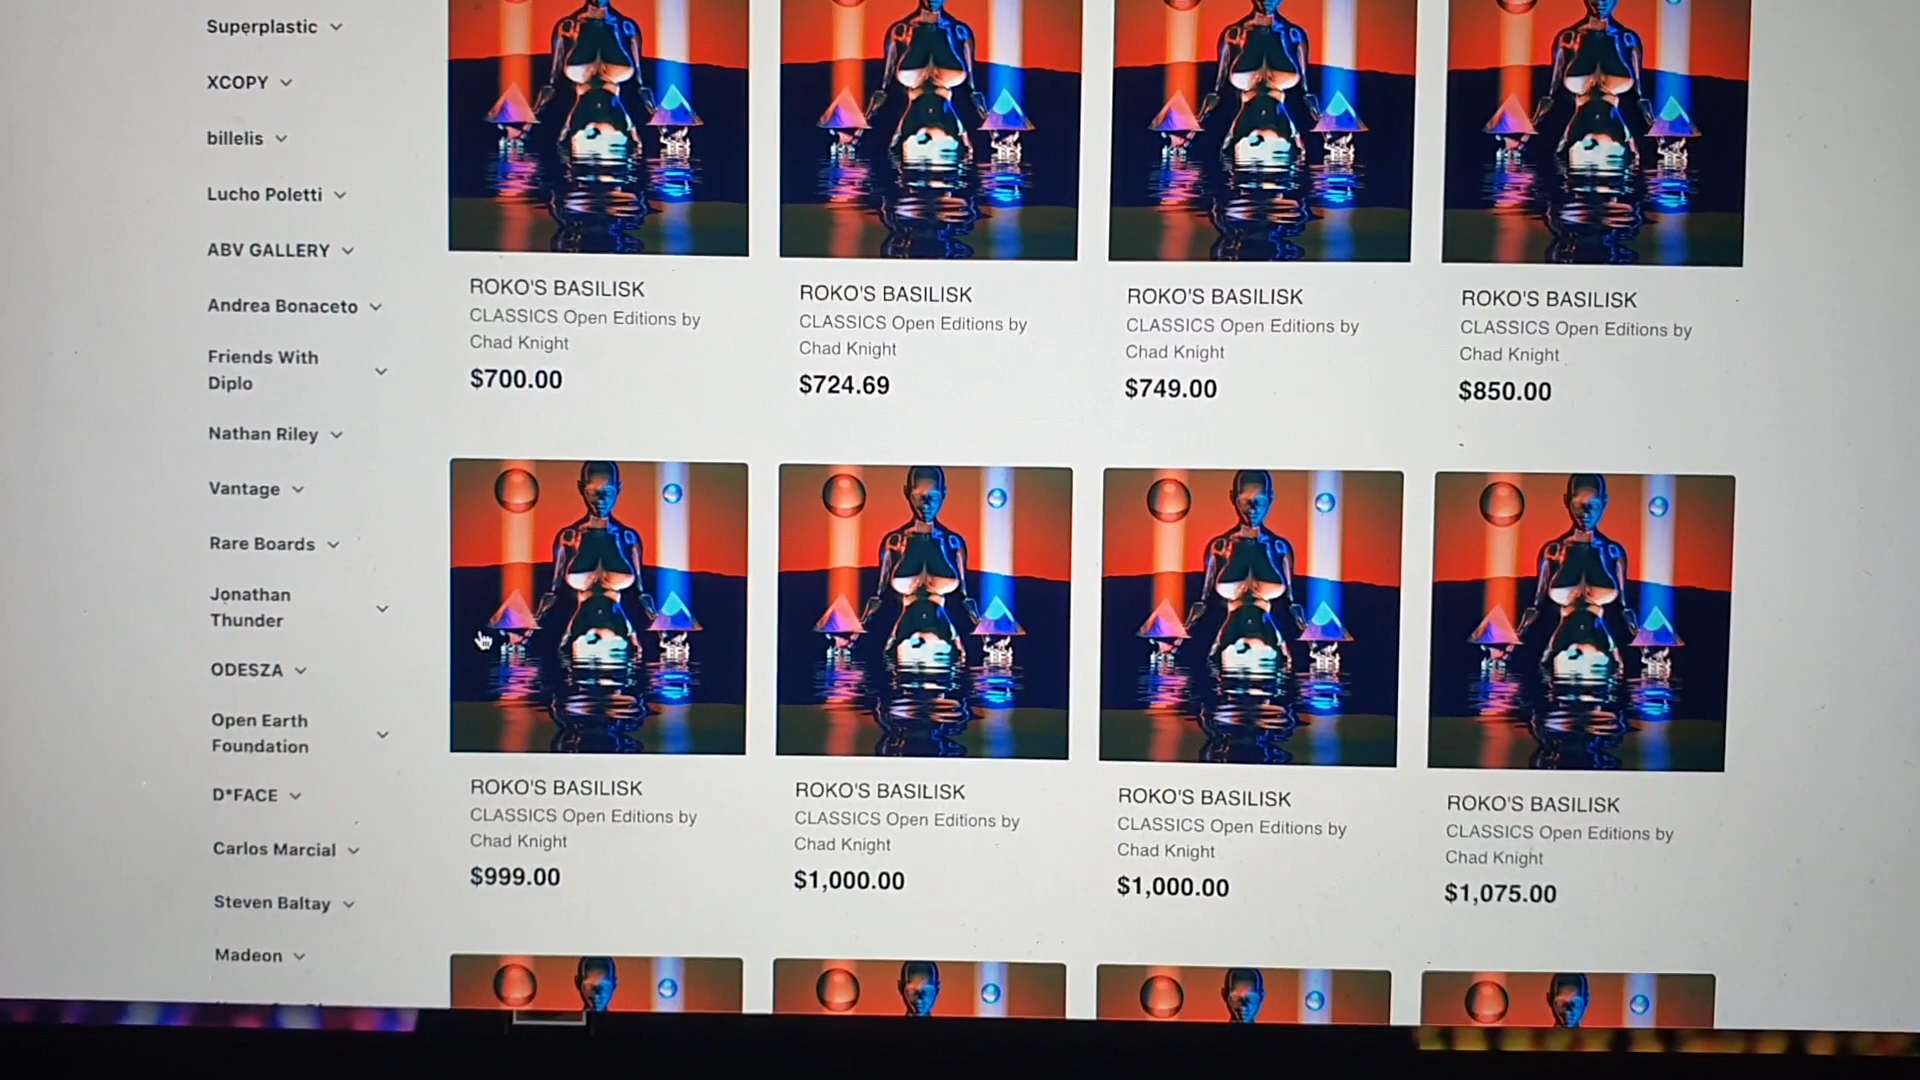 Superplastic
XCOPY
billelis
Lucho Poletti
ABV GALLERY
Andrea Bonaceto
Friends With
Diplo
Nathan Riley
Vantage
Rare Boards
Jonathan
Thunder
ODESZA
Open Earth
Foundation
D*FACE
Carlos Marcial
Steven Baltay
Madeon
ROKO'S BASILISK
CLASSICS Open Editions by
Chad Knight
$700.00
ROKO'S BASILISK
CLASSICS Open Editions by
Chad Knight
$724.69
ROKO'S BASILISK
CLASSICS Open Editions by
Chad Knight
$749.00
ROKO'S BASILISK
CLASSICS Open Editions by
Chad Knight
$850.00
ROKO'S BASILISK
CLASSICS Open Editions by
Chad Knight
$999.00
ROKO'S BASILISK
CLASSICS Open Editions by
Chad Knight
$1,000.00
ROKO'S BASILISK
CLASSICS Open Editions by
Chad Knight
$1,000.00
ROKO'S BASILISK
CLASSICS Open Editions by
Chad Knight
$1,075.00